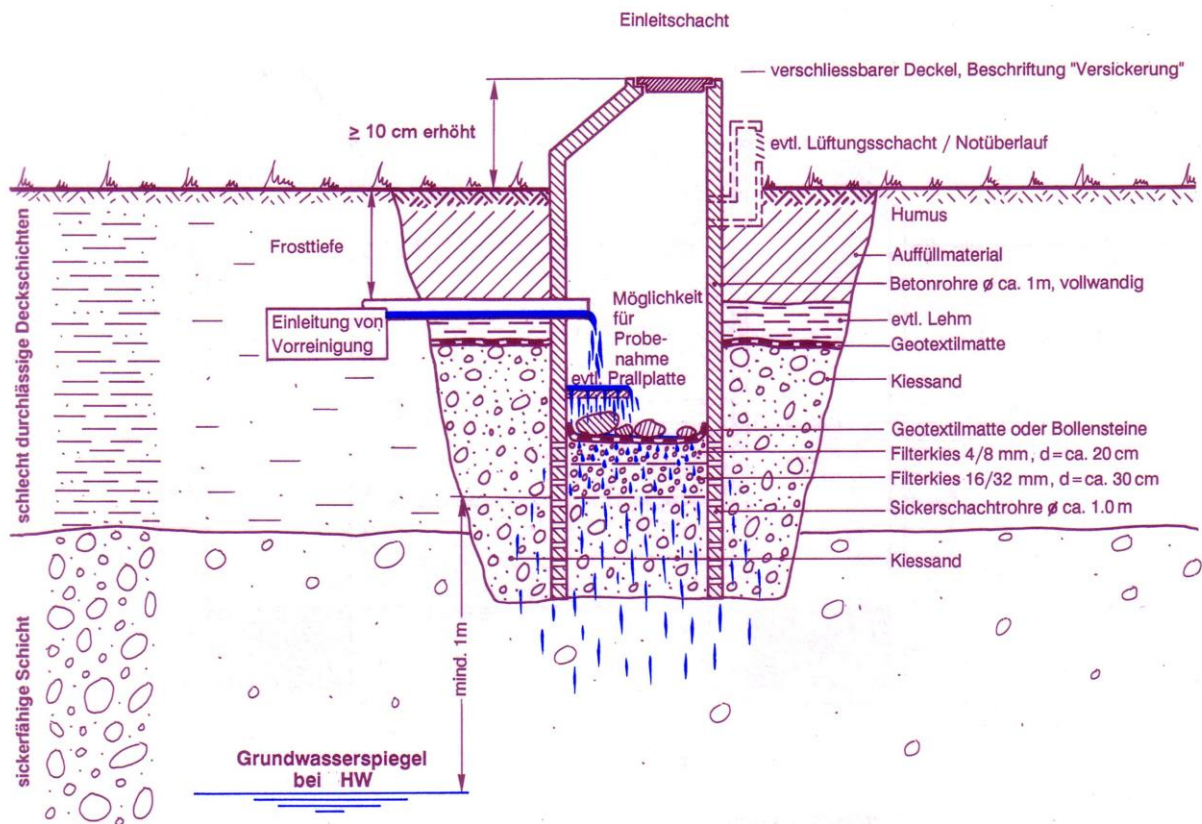 Einleitschacht
verschliessbarer Deckel, Beschriftung "Versickerung"
≥ 10 cm erhöht
evtl. Lüftungsschacht / Notüberlauf
schlecht durchlässige Deckschichten
Frosttiefe
Humus
Auffüllmaterial
Betonrohre ø ca. 1m, vollwandig
Einleitung von
Vorreinigung
Möglichkeit
für
Probe-
nahme
evtl. Prallplatte
evtl. Lehm
Geotextilmatte
Kiessand
Geotextilmatte oder Bollensteine
Filterkies 4/8 mm, d=ca. 20 cm
Filterkies 16/32 mm, d=ca. 30 cm
Sickerschachtrohre ø ca. 1.0 m
Kiessand
sickerfähige Schicht
mind. 1m
Grundwasserspiegel
bei HW